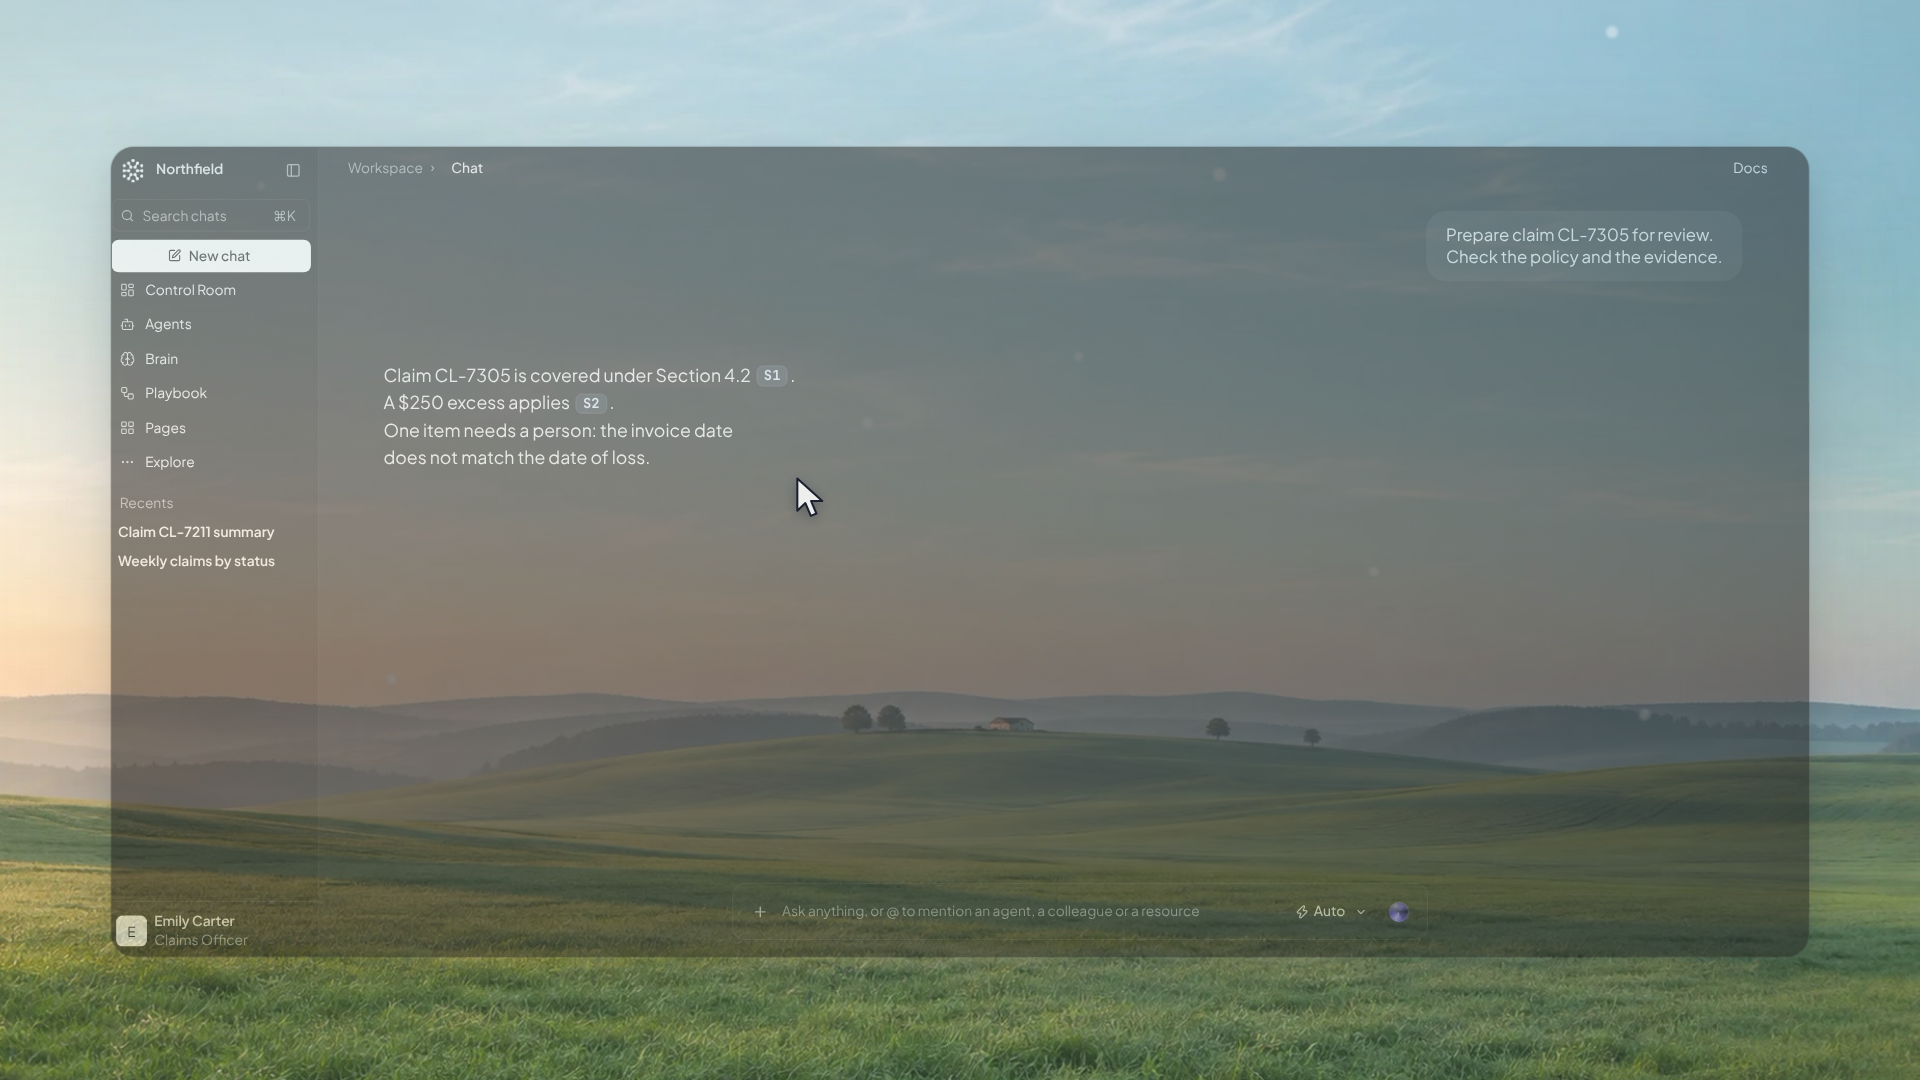 Northfield
Search chats ⌘K
New chat
Control Room
Agents
Brain
Playbook
Pages
Explore
Recents
Claim CL-7211 summary
Weekly claims by status
E
Emily Carter
Claims Officer
Workspace › Chat
Docs
Prepare claim CL-7305 for review.
Check the policy and the evidence.
Claim CL-7305 is covered under Section 4.2 S1 .
A $250 excess applies S2 .
One item needs a person: the invoice date
does not match the date of loss.
Ask anything, or @ to mention an agent, a colleague or a resource
Auto